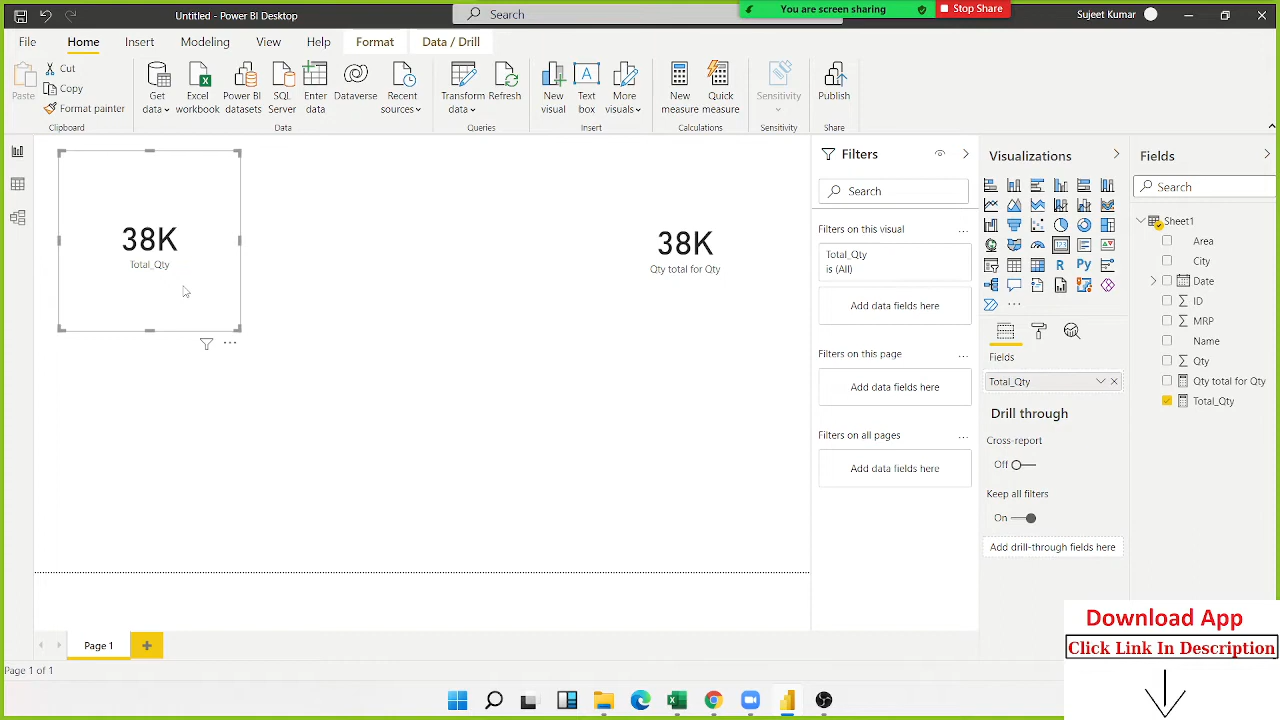 Untitled - Power BI Desktop
Search
You are screen sharing
Stop Share
Sujeet Kumar
File
Home
Insert
Modeling
View
Help
Format
Data / Drill
Paste
Cut
Copy
Format painter
Get data
Excel workbook
Power BI datasets
SQL Server
Enter data
Dataverse
Recent sources
Transform data
Refresh
New visual
Text box
More visuals
New measure
Quick measure
Sensitivity
Publish
Clipboard
Data
Queries
Insert
Calculations
Sensitivity
Share
38K
Total_Qty
38K
Qty total for Qty
Filters
Search
Filters on this visual
Total_Qty
is (All)
Add data fields here
Filters on this page
Add data fields here
Filters on all pages
Add data fields here
Visualizations
R
Py
123
Fields
Total_Qty
Drill through
Cross-report
Off
Keep all filters
On
Add drill-through fields here
Fields
Search
Sheet1
Area
City
Date
ID
MRP
Name
Qty
Qty total for Qty
Total_Qty
Page 1
Page 1 of 1
Download App
Click Link In Description